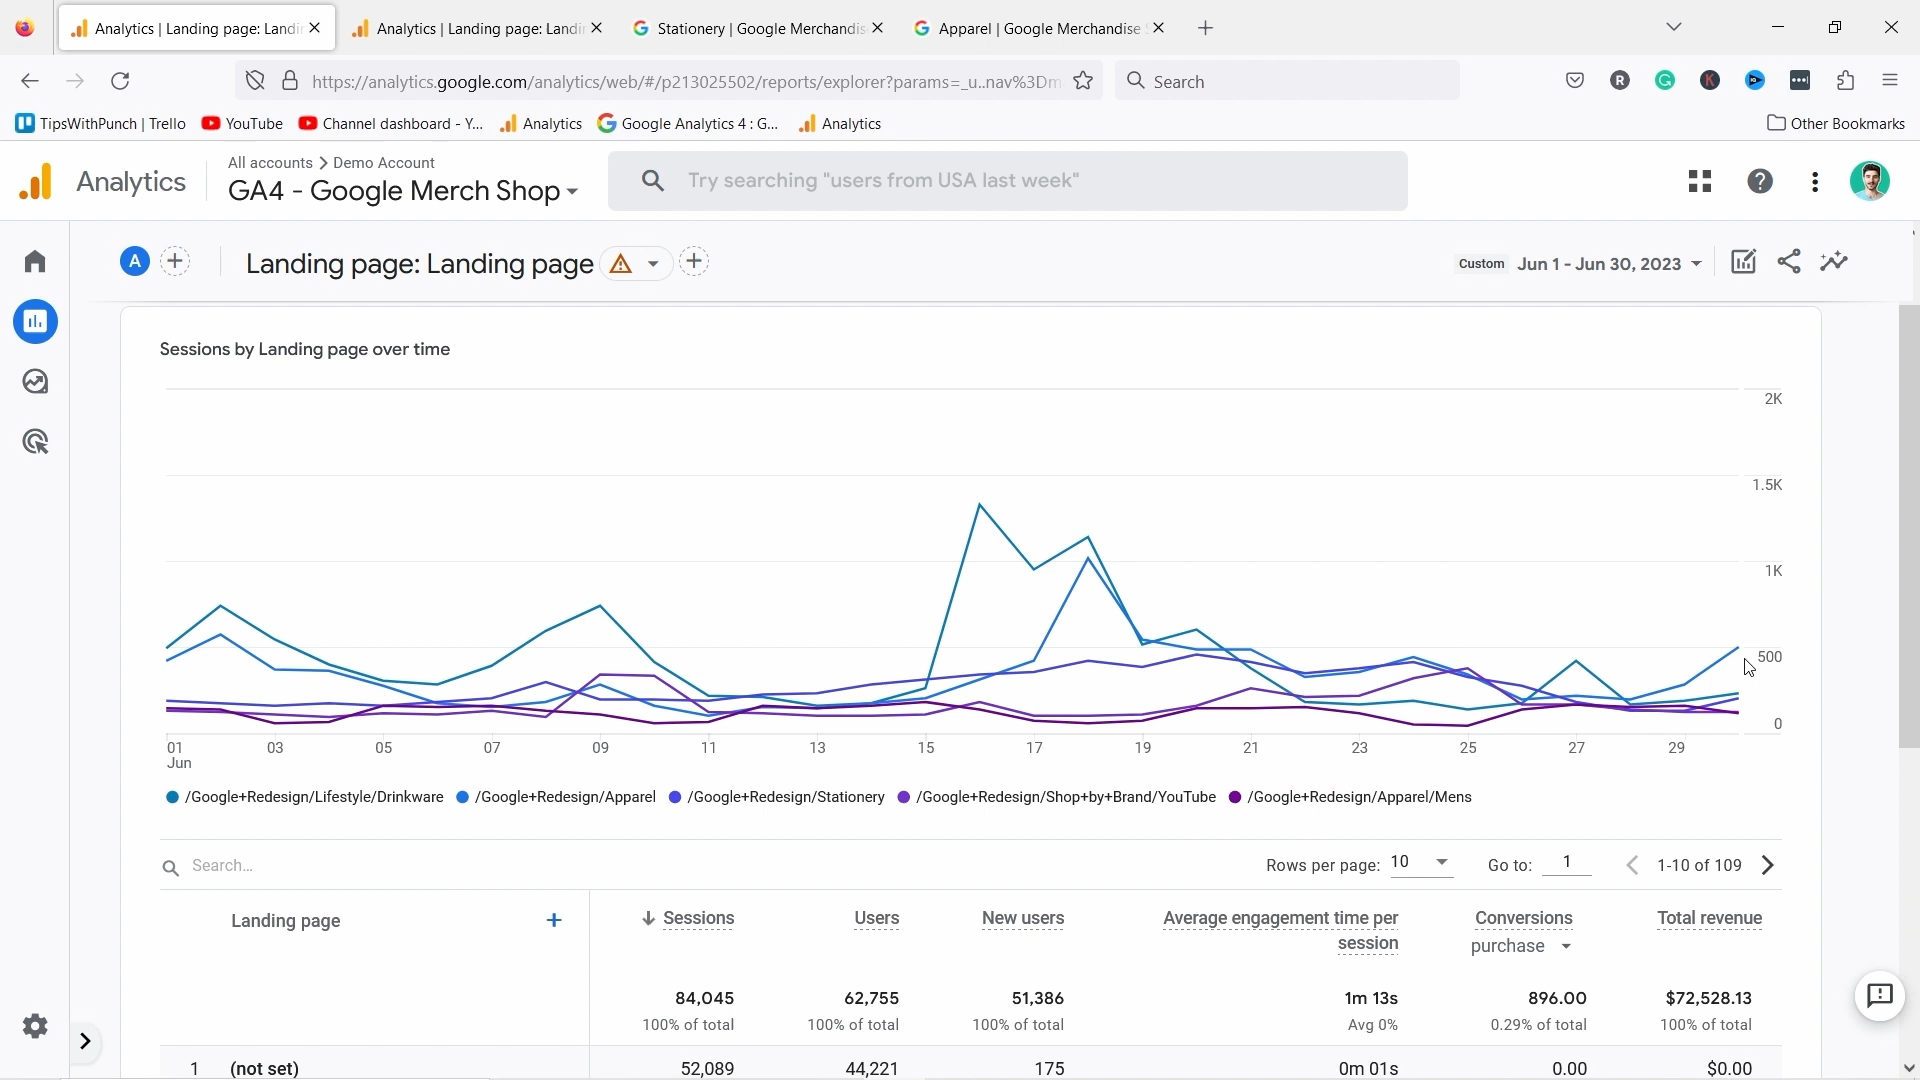 Analytics | Landing page: Landin
Analytics | Landing page: Landin
Stationery | Google Merchandis
Apparel | Google Merchandise
https://analytics.google.com/analytics/web/#/p213025502/reports/explorer?params=_u..nav%3Dm
Search
TipsWithPunch | Trello
YouTube
Channel dashboard - Y...
Analytics
Google Analytics 4 : G...
Analytics
Other Bookmarks
Analytics
All accounts > Demo Account
GA4 - Google Merch Shop
Try searching "users from USA last week"
A
Landing page: Landing page
Custom Jun 1 - Jun 30, 2023
Sessions by Landing page over time
2K
1.5K
1K
500
0
01 03 05 07 09 11 13 15 17 19 21 23 25 27 29
Jun
/Google+Redesign/Lifestyle/Drinkware /Google+Redesign/Apparel /Google+Redesign/Stationery /Google+Redesign/Shop+by+Brand/YouTube /Google+Redesign/Apparel/Mens
Search...
Rows per page: 10 Go to: 1 1-10 of 109
Landing page + Sessions Users New users Average engagement time per session Conversions Total revenue
purchase
84,045 62,755 51,386 1m 13s 896.00 $72,528.13
100% of total 100% of total 100% of total Avg 0% 0.29% of total 100% of total
1 (not set) 52,089 44,221 175 0m 01s 0.00 $0.00